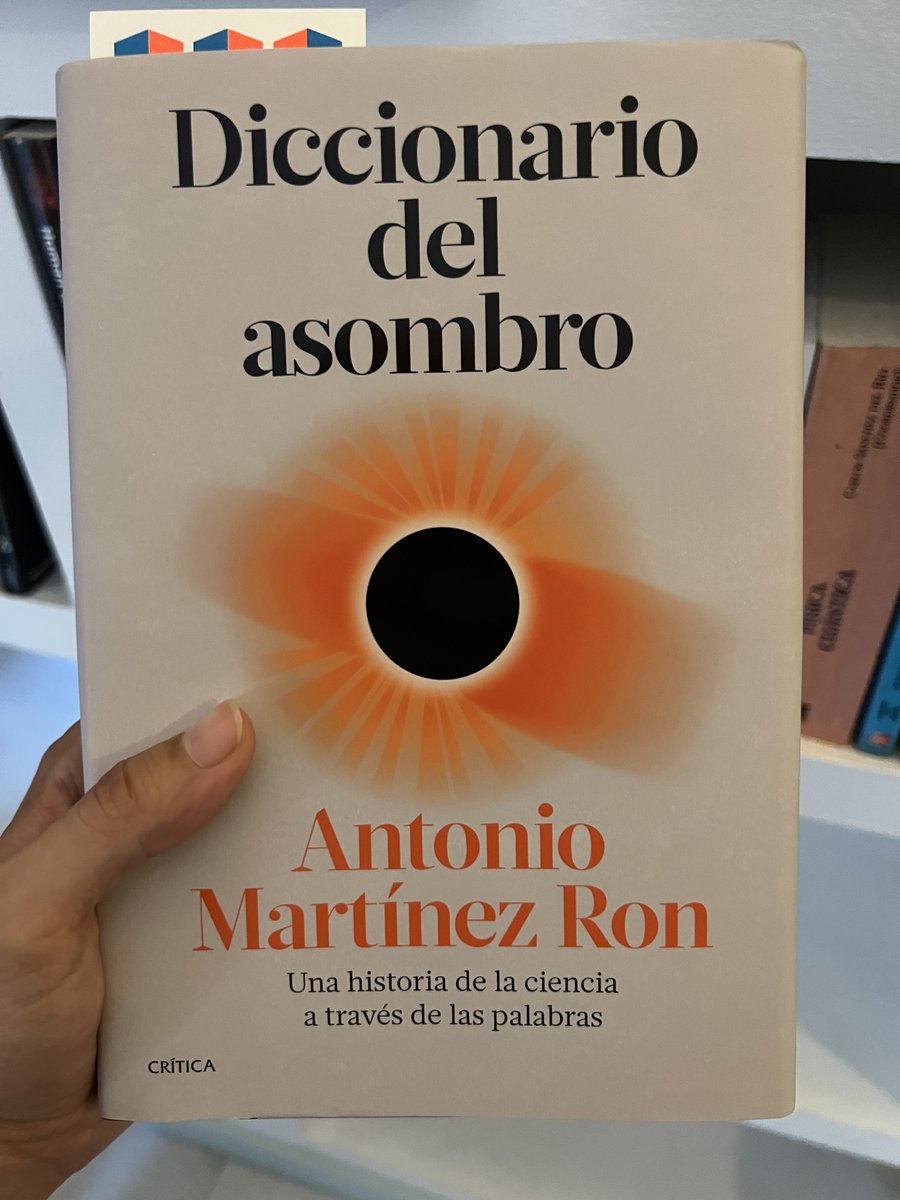 Diccionario
del
asombro
Antonio
Martínez Ron
Una historia de la ciencia
a través de las palabras
CRÍTICA